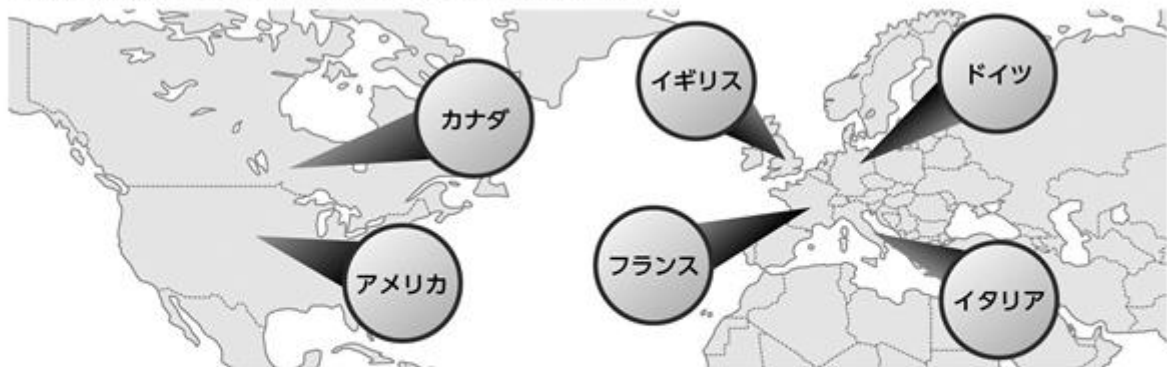 カナダ
アメリカ
イギリス
ドイツ
フランス
イタリア